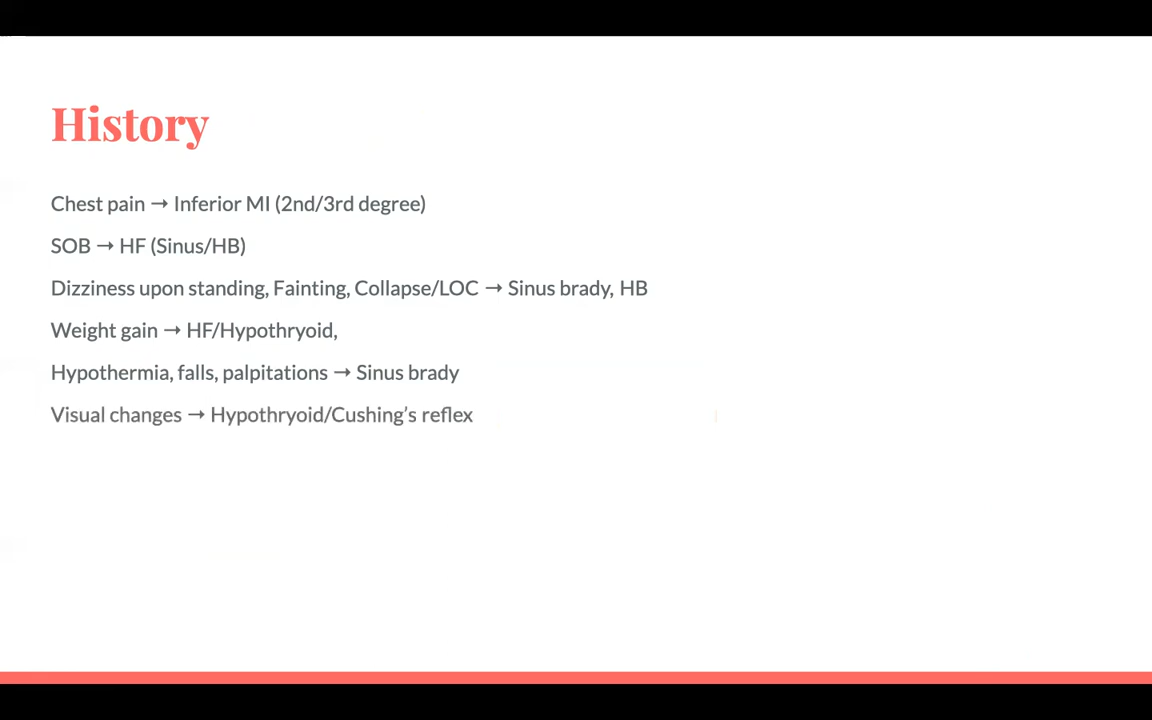 History
Chest pain → Inferior MI (2nd/3rd degree)
SOB → HF (Sinus/HB)
Dizziness upon standing, Fainting, Collapse/LOC → Sinus brady, HB
Weight gain → HF/Hypothryoid,
Hypothermia, falls, palpitations → Sinus brady
Visual changes → Hypothryoid/Cushing’s reflex